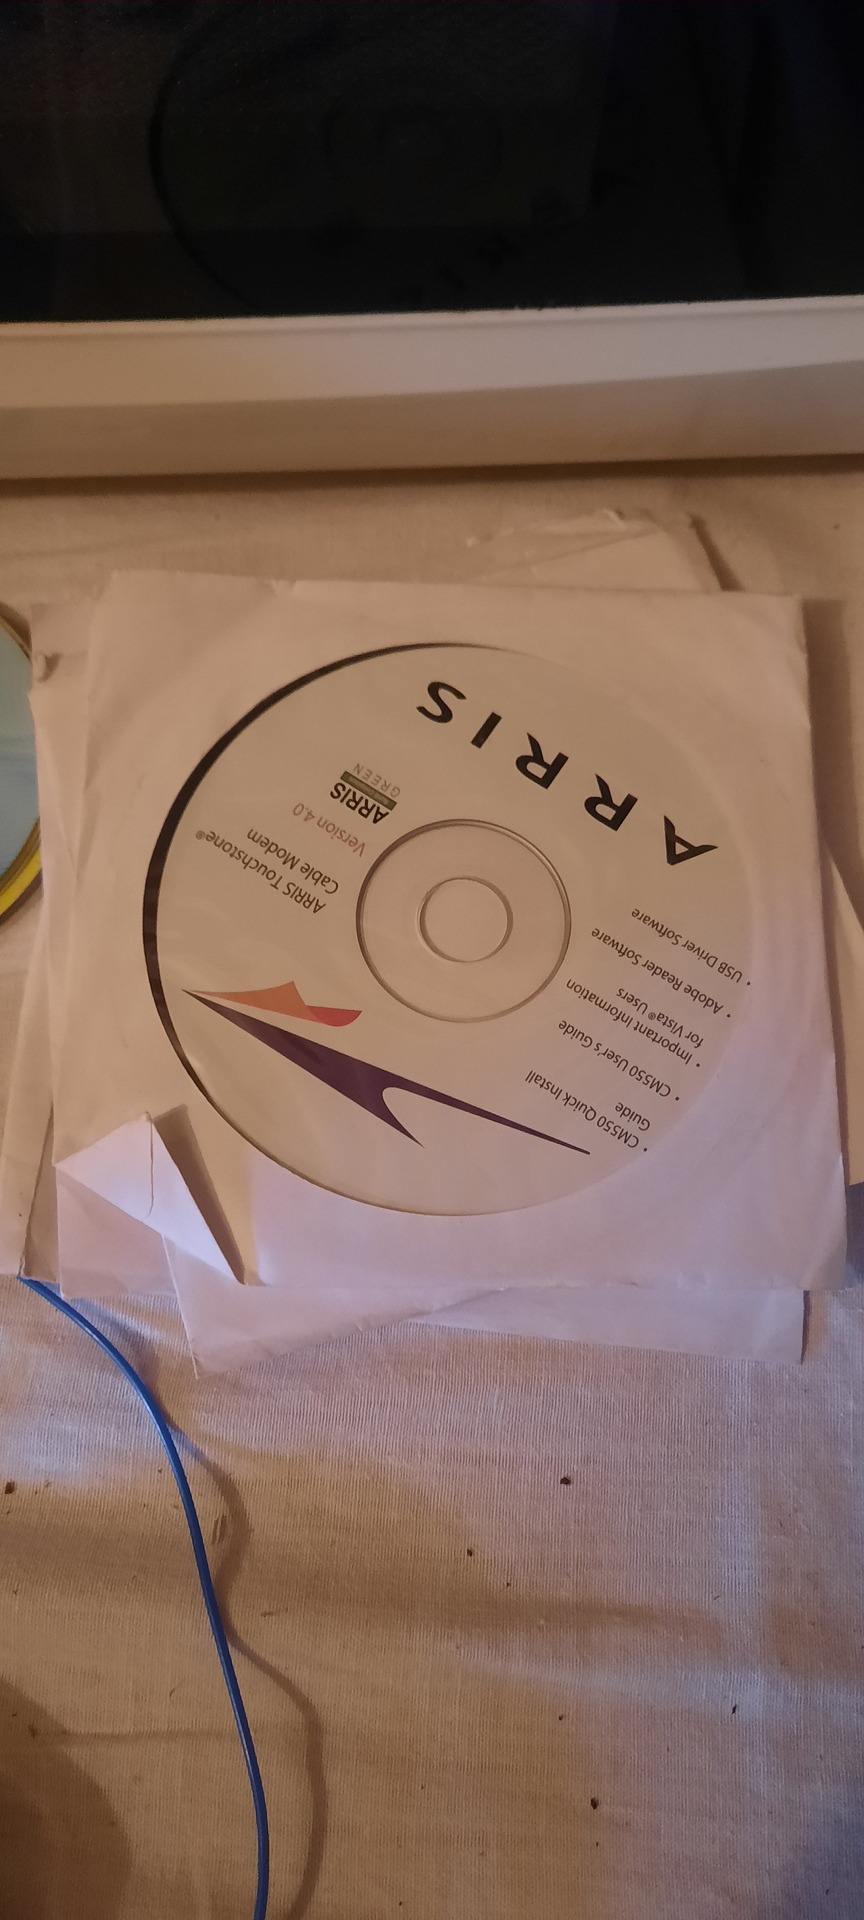 ARRIS
• USB Driver Software
• Adobe Reader Software
• Important Information
for Vista® Users
• CM550 User's Guide
• CM550 Quick Install
Guide
ARRIS Touchstone®
Cable Modem
Version 4.0
ARRIS
GREEN